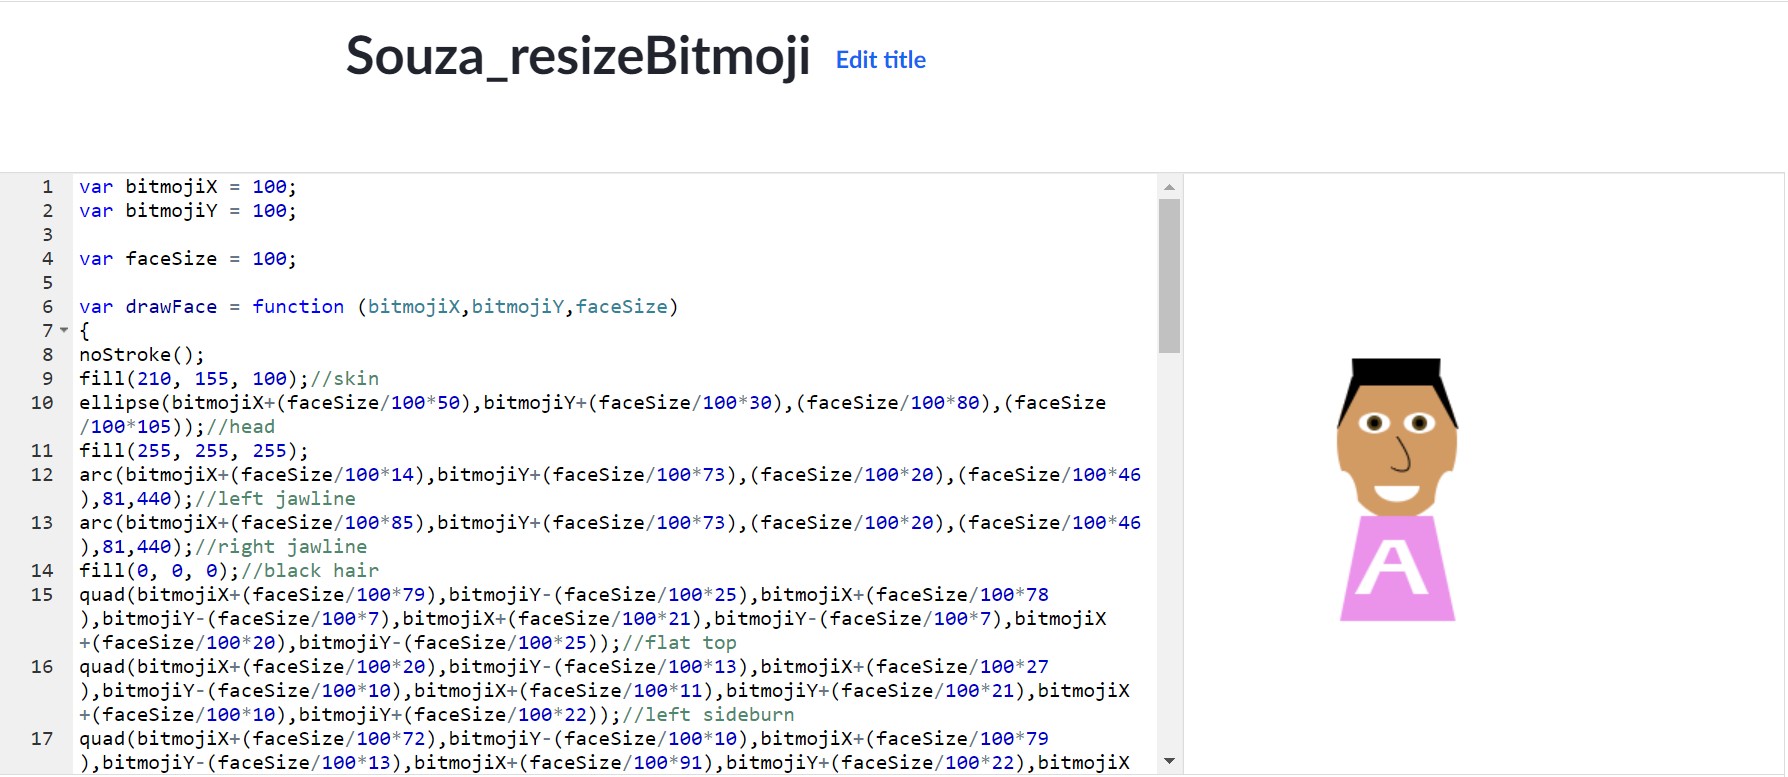 Souza_resizeBitmoji Edit title
1 var bitmojiX = 100;
2 var bitmojiY = 100;
3
4 var faceSize = 100;
5
6 var drawFace = function (bitmojiX,bitmojiY,faceSize)
7 {
8 noStroke();
9 fill(210, 155, 100);//skin
10 ellipse(bitmojiX+(faceSize/100*50),bitmojiY+(faceSize/100*30),(faceSize/100*80),(faceSize
/100*105));//head
11 fill(255, 255, 255);
12 arc(bitmojiX+(faceSize/100*14),bitmojiY+(faceSize/100*73),(faceSize/100*20),(faceSize/100*46
),81,440);//left jawline
13 arc(bitmojiX+(faceSize/100*85),bitmojiY+(faceSize/100*73),(faceSize/100*20),(faceSize/100*46
),81,440);//right jawline
14 fill(0, 0, 0);//black hair
15 quad(bitmojiX+(faceSize/100*79),bitmojiY-(faceSize/100*25),bitmojiX+(faceSize/100*78
),bitmojiY-(faceSize/100*7),bitmojiX+(faceSize/100*21),bitmojiY-(faceSize/100*7),bitmojiX
+(faceSize/100*20),bitmojiY-(faceSize/100*25));//flat top
16 quad(bitmojiX+(faceSize/100*20),bitmojiY-(faceSize/100*13),bitmojiX+(faceSize/100*27
),bitmojiY-(faceSize/100*10),bitmojiX+(faceSize/100*11),bitmojiY+(faceSize/100*21),bitmojiX
+(faceSize/100*10),bitmojiY+(faceSize/100*22));//left sideburn
17 quad(bitmojiX+(faceSize/100*72),bitmojiY-(faceSize/100*10),bitmojiX+(faceSize/100*79
),bitmojiY-(faceSize/100*13),bitmojiX+(faceSize/100*91),bitmojiY+(faceSize/100*22),bitmojiX
A